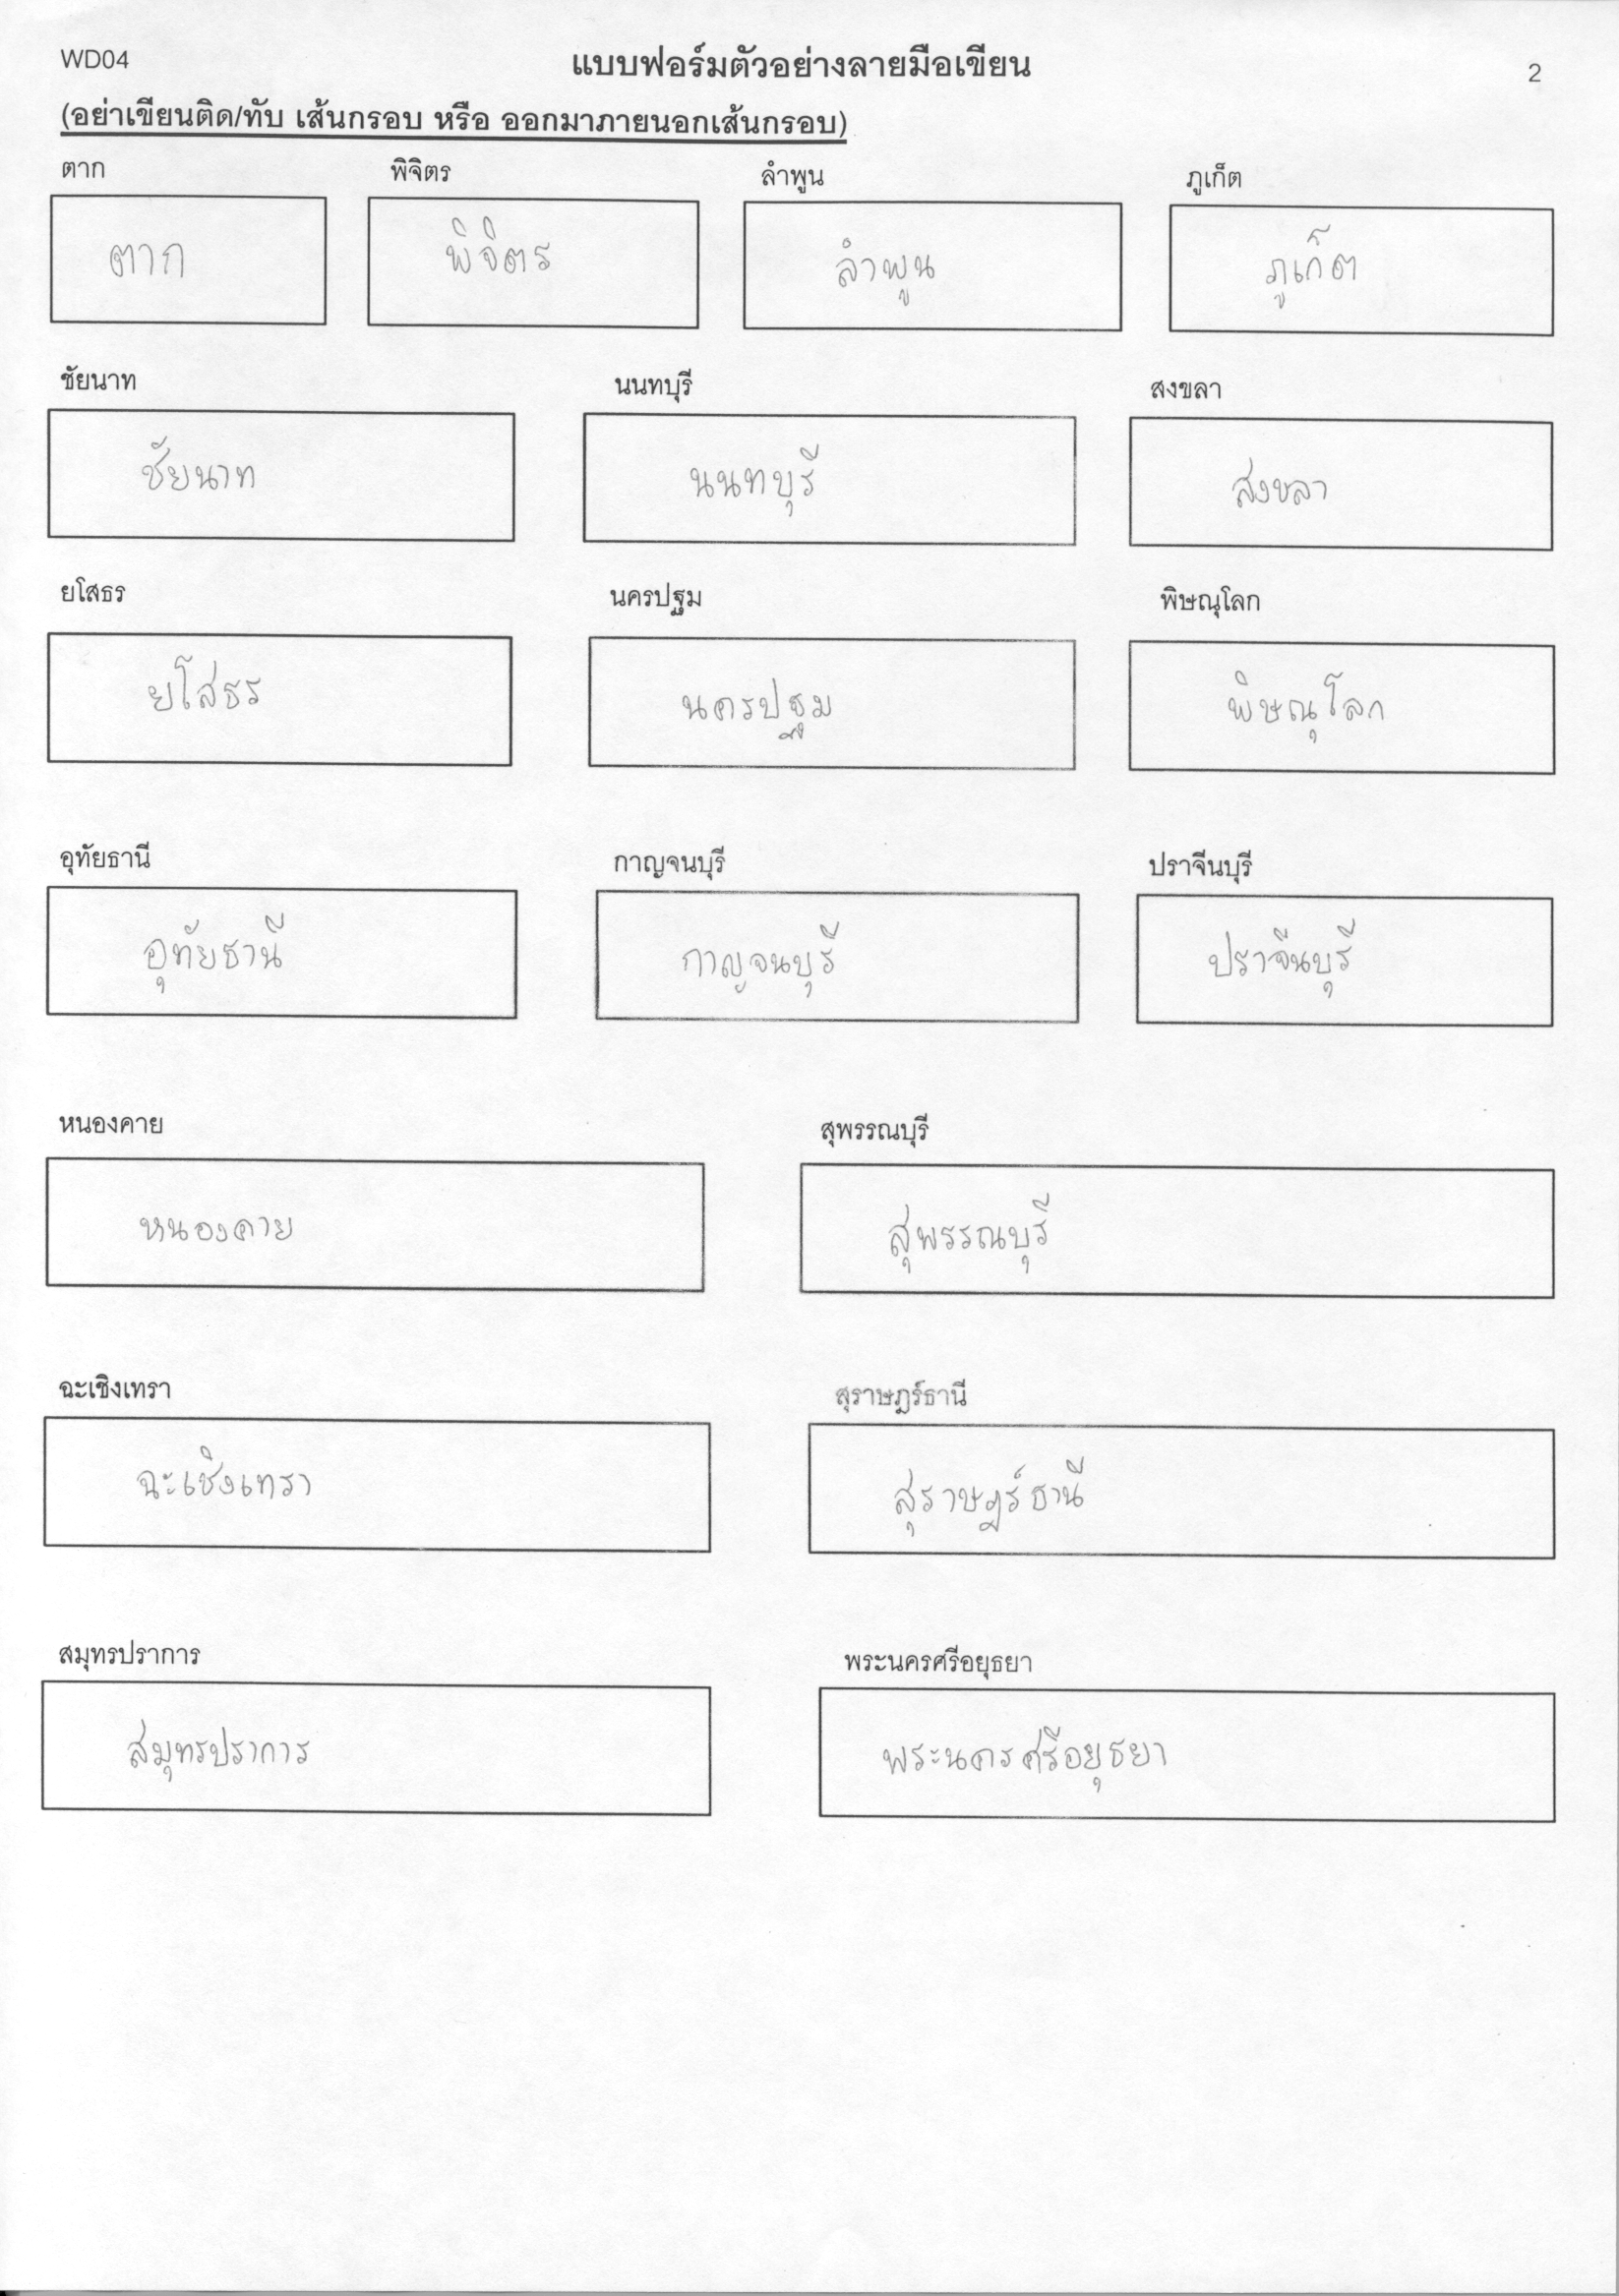 WD04 แบบฟอร์มตัวอย่างลายมือเขียน 2
(อย่าเขียนติด/ทับ เส้นกรอบ หรือ ออกมาภายนอกเส้นกรอบ)
ตาก พิจิตร ลำพูน ภูเก็ต
ตาก พิจิตร ลำพูน ภูเก็ต
ชัยนาท นนทบุรี สงขลา
ชัยนาท นนทบุรี สงขลา
ยโสธร นครปฐม พิษณุโลก
ยโสธร นครปฐม พิษณุโลก
อุทัยธานี กาญจนบุรี ปราจีนบุรี
อุทัยธานี กาญจนบุรี ปราจีนบุรี
หนองคาย สุพรรณบุรี
หนองคาย สุพรรณบุรี
ฉะเชิงเทรา สุราษฎร์ธานี
ฉะเชิงเทรา สุราษฎร์ธานี
สมุทรปราการ พระนครศรีอยุธยา
สมุทรปราการ พระนครศรีอยุธยา